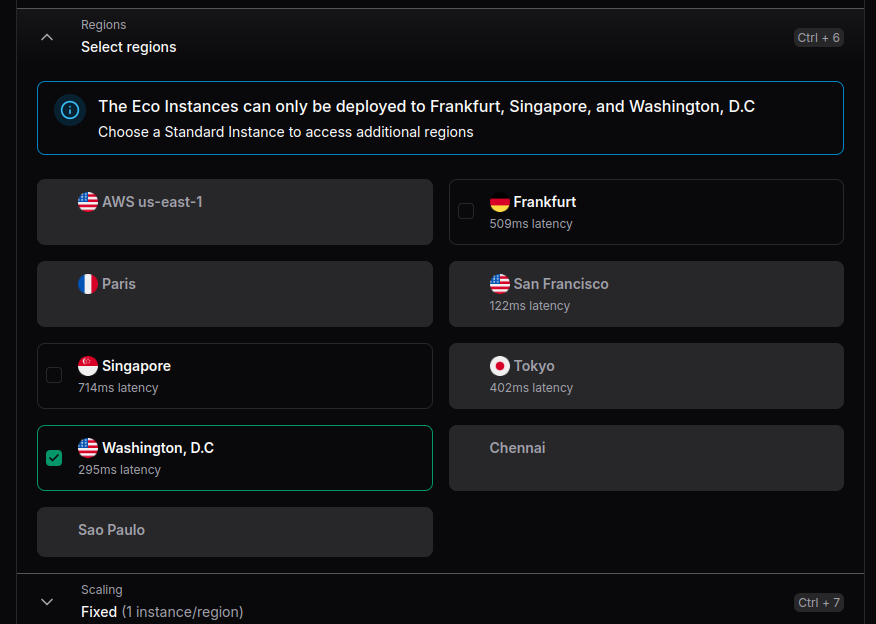 Regions
Select regions
Ctrl + 6
The Eco Instances can only be deployed to Frankfurt, Singapore, and Washington, D.C
Choose a Standard Instance to access additional regions
AWS us-east-1
Frankfurt
509ms latency
Paris
San Francisco
122ms latency
Singapore
714ms latency
Tokyo
402ms latency
Washington, D.C
295ms latency
Chennai
Sao Paulo
Scaling
Fixed (1 instance/region)
Ctrl + 7